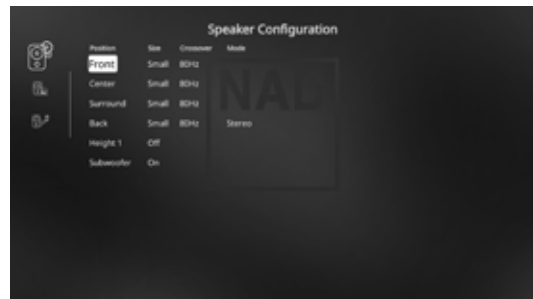 Speaker Configuration
Position Size Crossover Mode
Front Small 80Hz
Center Small 80Hz
Surround Small 80Hz
Back Small 80Hz Stereo
Height 1 Off
Subwoofer On
NAD